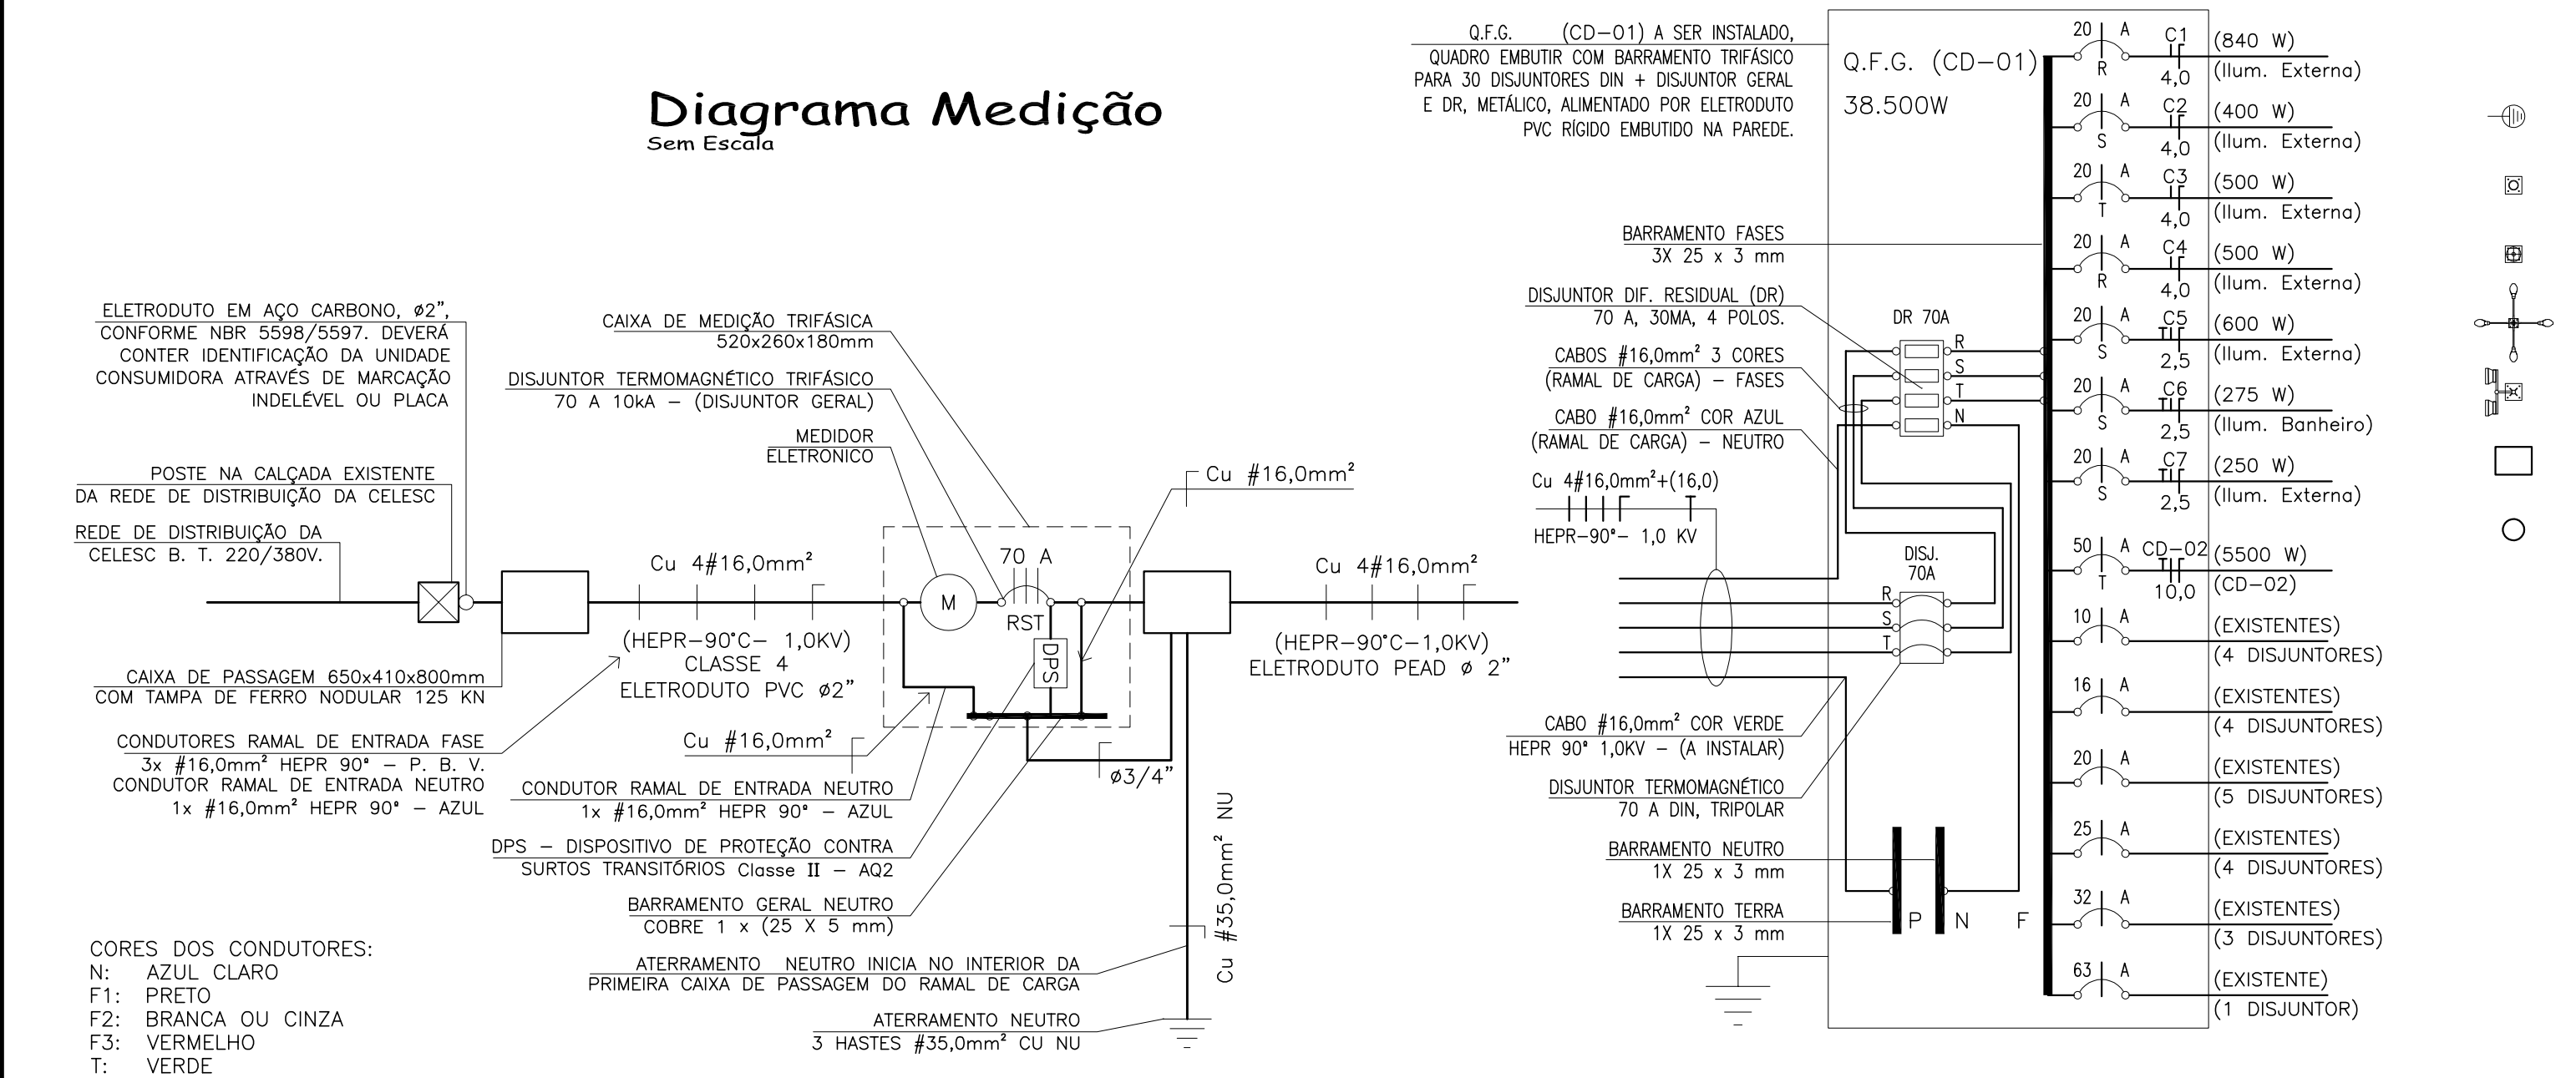 Diagrama Medição
Sem Escala
ELETRODUTO EM AÇO CARBONO, ø2",
CONFORME NBR 5598/5597. DEVERÁ
CONTER IDENTIFICAÇÃO DA UNIDADE
CONSUMIDORA ATRAVÉS DE MARCAÇÃO
INDELÉVEL OU PLACA
POSTE NA CALÇADA EXISTENTE
DA REDE DE DISTRIBUIÇÃO DA CELESC
REDE DE DISTRIBUIÇÃO DA
CELESC B. T. 220/380V.
CAIXA DE PASSAGEM 650x410x800mm
COM TAMPA DE FERRO NODULAR 125 KN
CONDUTORES RAMAL DE ENTRADA FASE
3x #16,0mm² HEPR 90° – P. B. V.
CONDUTOR RAMAL DE ENTRADA NEUTRO
1x #16,0mm² HEPR 90° – AZUL
CORES DOS CONDUTORES:
N: AZUL CLARO
F1: PRETO
F2: BRANCA OU CINZA
F3: VERMELHO
T: VERDE
CAIXA DE MEDIÇÃO TRIFÁSICA
520x260x180mm
DISJUNTOR TERMOMAGNÉTICO TRIFÁSICO
70 A 10kA – (DISJUNTOR GERAL)
MEDIDOR
ELETRONICO
Cu 4#16,0mm²
(HEPR–90°C– 1,0KV)
CLASSE 4
ELETRODUTO PVC ø2"
M
70 A
RST
DPS
Cu #16,0mm²
Cu #16,0mm²
ø3/4"
CONDUTOR RAMAL DE ENTRADA NEUTRO
1x #16,0mm² HEPR 90° – AZUL
DPS – DISPOSITIVO DE PROTEÇÃO CONTRA
SURTOS TRANSITÓRIOS Classe II – AQ2
BARRAMENTO GERAL NEUTRO
COBRE 1 x (25 X 5 mm)
ATERRAMENTO NEUTRO INICIA NO INTERIOR DA
PRIMEIRA CAIXA DE PASSAGEM DO RAMAL DE CARGA
ATERRAMENTO NEUTRO
3 HASTES #35,0mm² CU NU
Cu #35,0mm² NU
Cu 4#16,0mm²
(HEPR–90°C–1,0KV)
ELETRODUTO PEAD ø 2"
Q.F.G. (CD–01) A SER INSTALADO,
QUADRO EMBUTIR COM BARRAMENTO TRIFÁSICO
PARA 30 DISJUNTORES DIN + DISJUNTOR GERAL
E DR, METÁLICO, ALIMENTADO POR ELETRODUTO
PVC RÍGIDO EMBUTIDO NA PAREDE.
BARRAMENTO FASES
3X 25 x 3 mm
DISJUNTOR DIF. RESIDUAL (DR)
70 A, 30MA, 4 POLOS.
CABOS #16,0mm² 3 CORES
(RAMAL DE CARGA) – FASES
CABO #16,0mm² COR AZUL
(RAMAL DE CARGA) – NEUTRO
Cu 4#16,0mm²+(16,0)
HEPR–90°– 1,0 KV
CABO #16,0mm² COR VERDE
HEPR 90° 1,0KV – (A INSTALAR)
DISJUNTOR TERMOMAGNÉTICO
70 A DIN, TRIPOLAR
BARRAMENTO NEUTRO
1X 25 x 3 mm
BARRAMENTO TERRA
1X 25 x 3 mm
Q.F.G. (CD–01)
38.500W
DR 70A
R
S
T
N
DISJ.
70A
R
S
T
P N F
20 A C1 (840 W)
R 4,0 (Ilum. Externa)
20 A C2 (400 W)
S 4,0 (Ilum. Externa)
20 A C3 (500 W)
T 4,0 (Ilum. Externa)
20 A C4 (500 W)
R 4,0 (Ilum. Externa)
20 A C5 (600 W)
S 2,5 (Ilum. Externa)
20 A C6 (275 W)
S 2,5 (Ilum. Banheiro)
20 A C7 (250 W)
S 2,5 (Ilum. Externa)
50 A CD–02 (5500 W)
T 10,0 (CD–02)
10 A (EXISTENTES)
(4 DISJUNTORES)
16 A (EXISTENTES)
(4 DISJUNTORES)
20 A (EXISTENTES)
(5 DISJUNTORES)
25 A (EXISTENTES)
(4 DISJUNTORES)
32 A (EXISTENTES)
(3 DISJUNTORES)
63 A (EXISTENTE)
(1 DISJUNTOR)